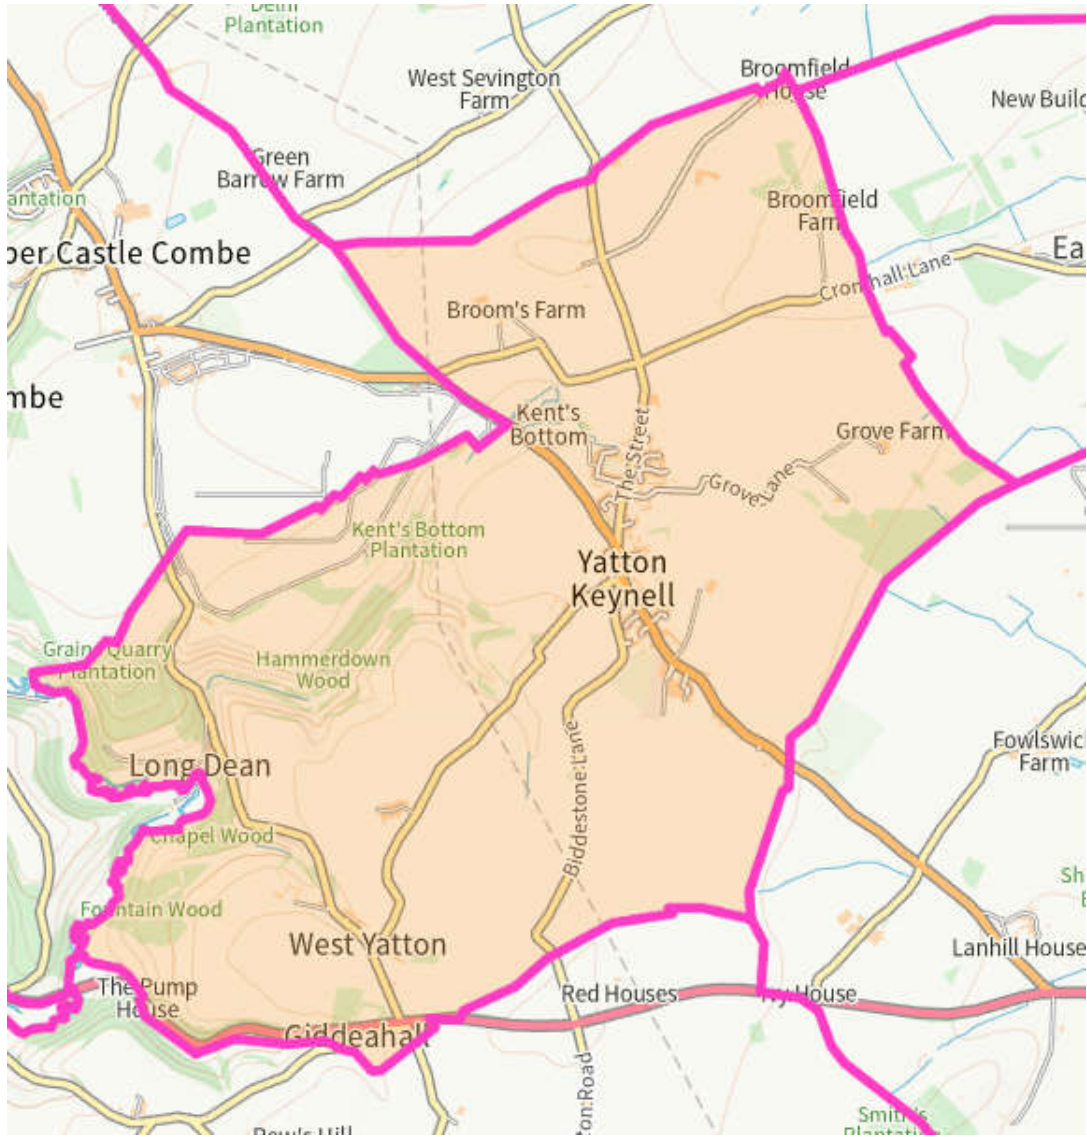 Plantation
West Sevington
Farm
Broomfield
House
New Build
Green
Barrow Farm
antation
Broomfield
Farm
per Castle Combe
Ea
Cromhall Lane
Broom's Farm
mbe
Kent's
Bottom
The Street
Grove Farm
Grove Lane
Kent's Bottom
Plantation
Yatton
Keynell
Grain Quarry
Plantation
Hammerdown
Wood
Biddestone Lane
Fowlswick
Farm
Long Dean
Chapel Wood
Sh
Fountain Wood
West Yatton
Lanhill House
The Pump
House
Red Houses
Ivy House
Giddeahall
ton Road
Smith's
Plantation